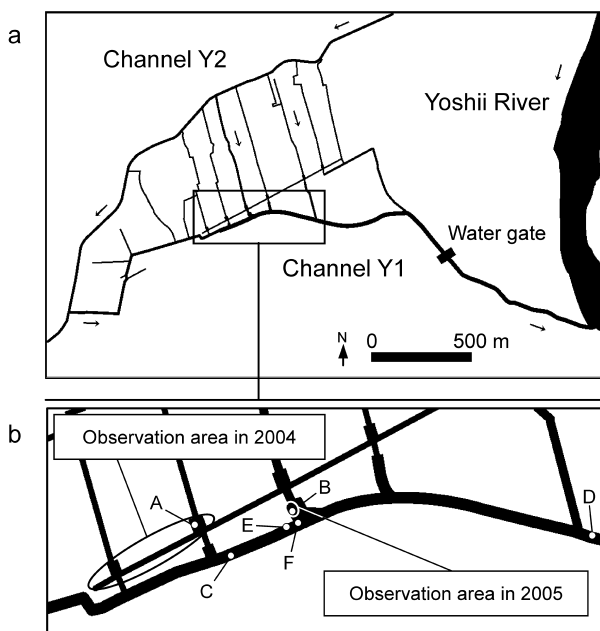 a
Channel Y2
Yoshii River
Water gate
Channel Y1
N
0 500 m
b
Observation area in 2004
A
B
D
E
F
C
Observation area in 2005